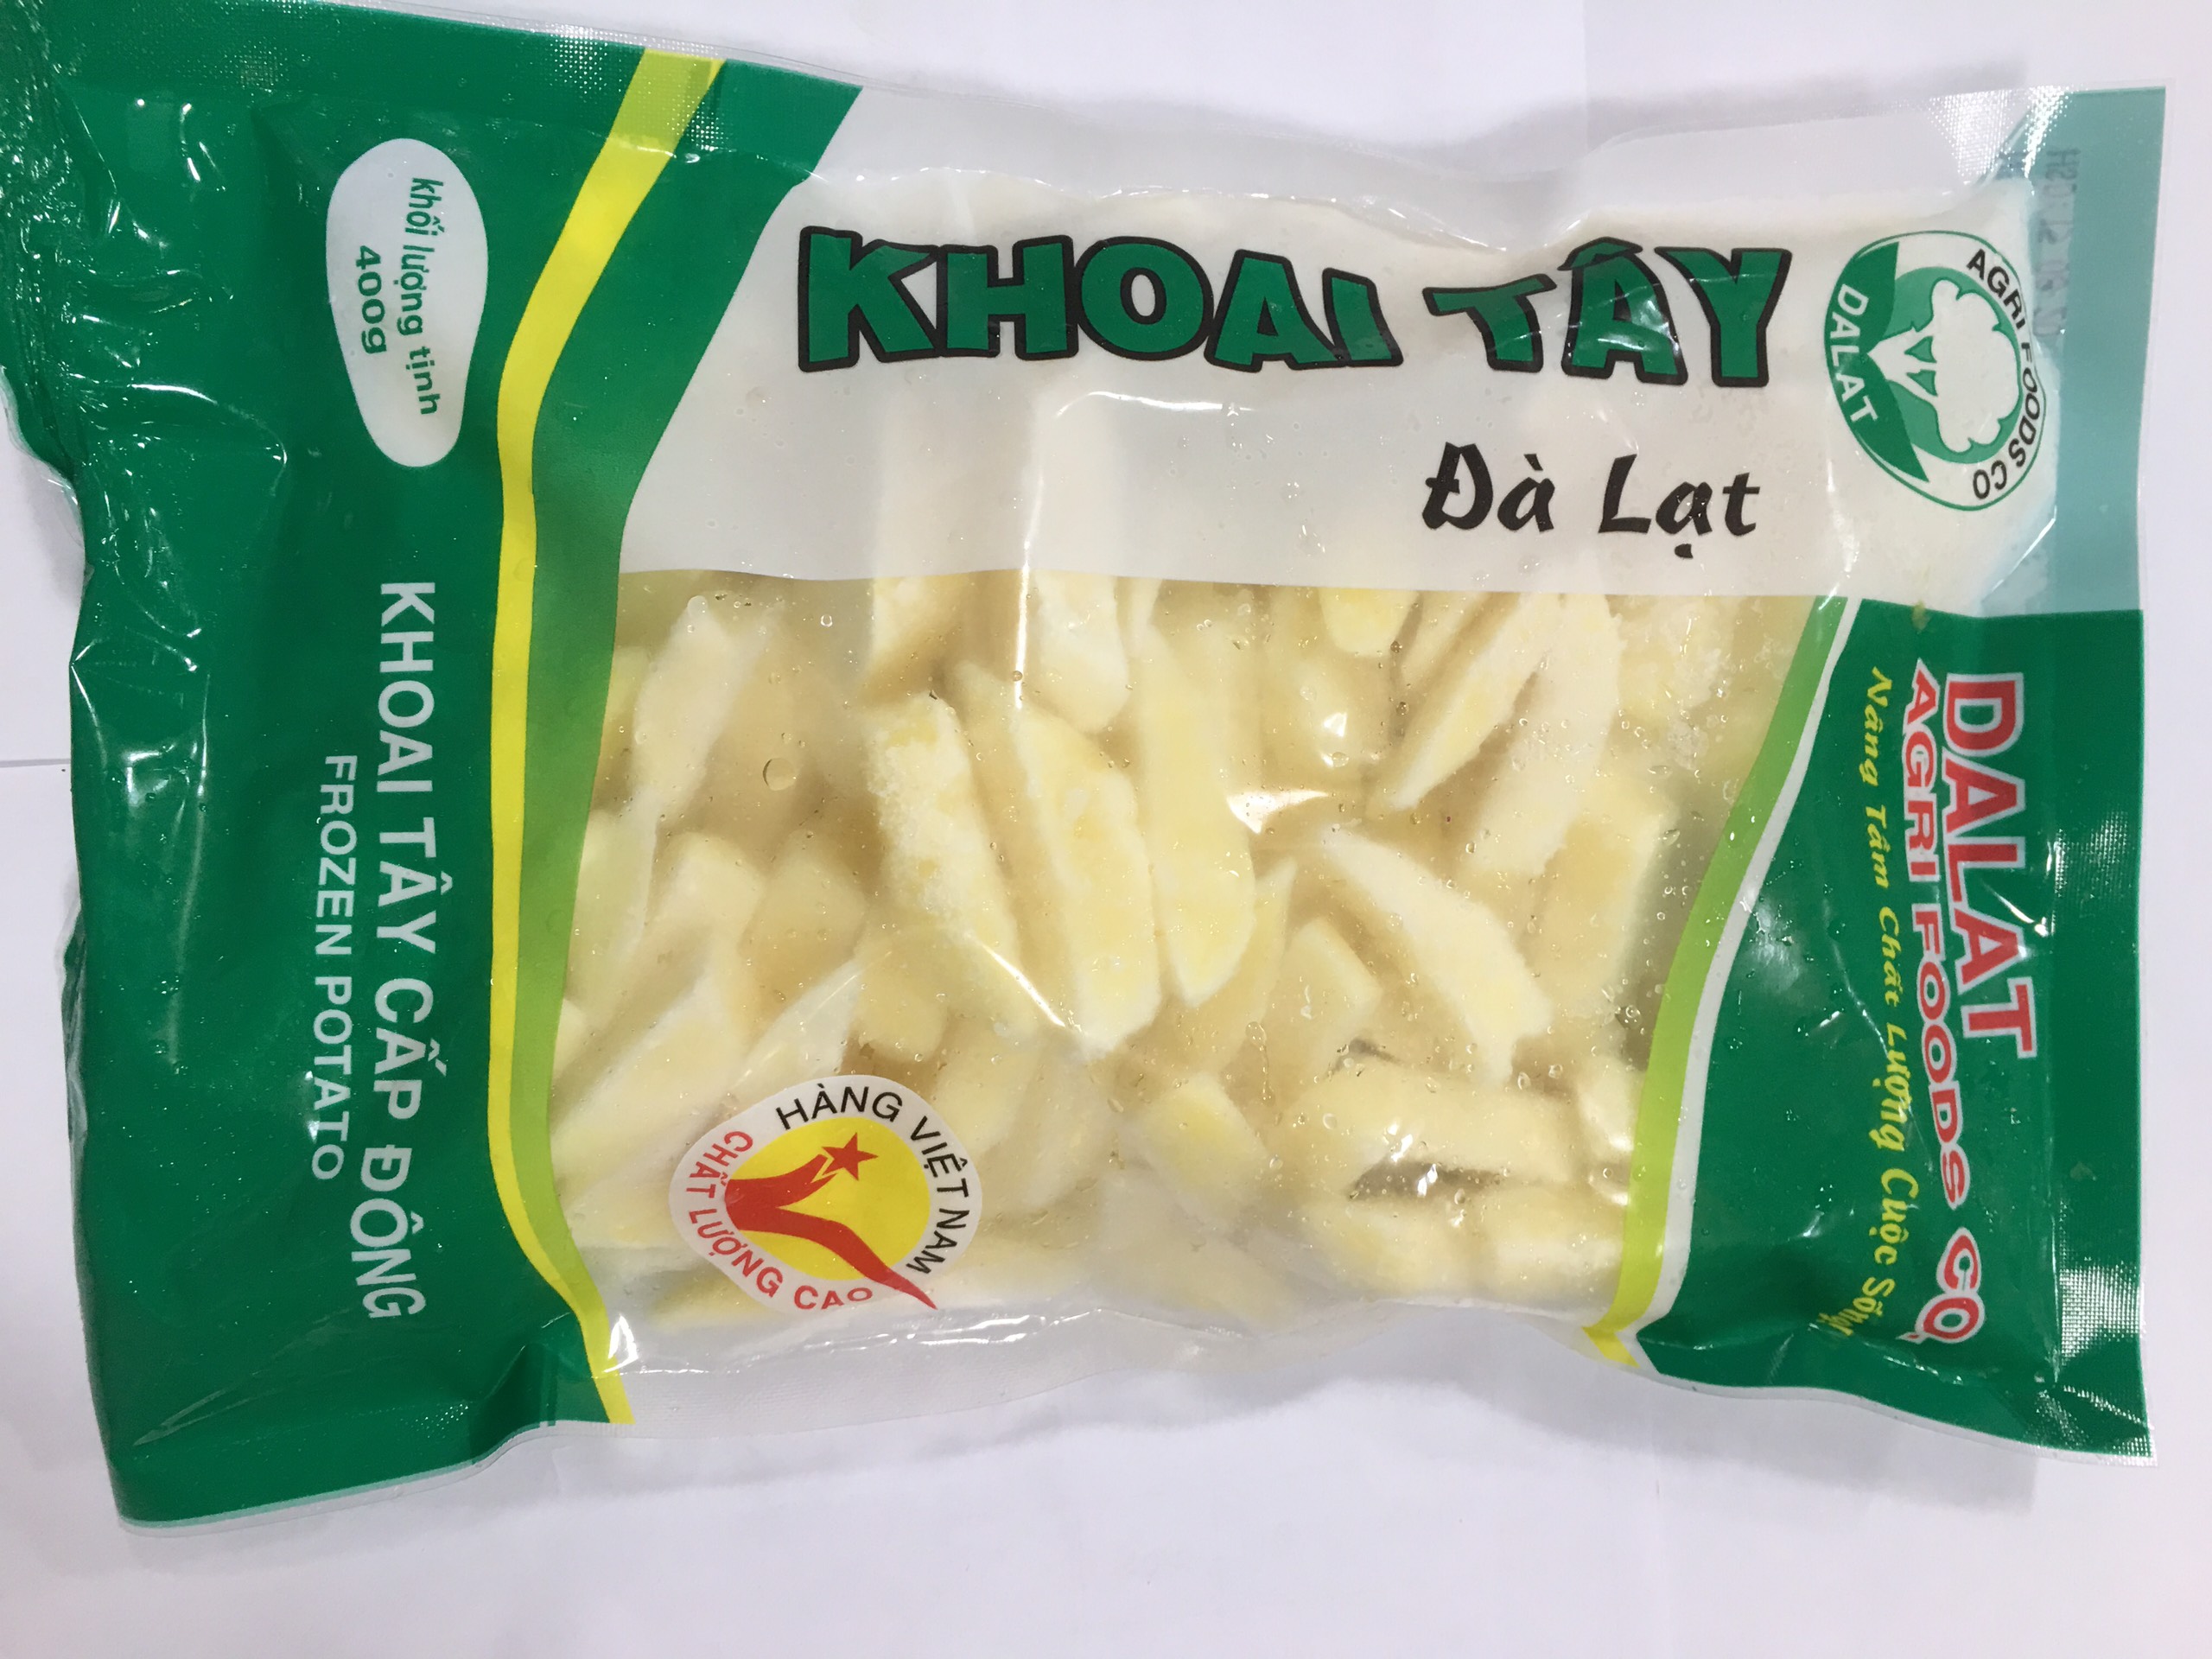 KHOAI TÂY
Đà Lạt
AGRI FOODS CO
DALAT
khối lượng tịnh
400g
KHOAI TÂY CẤP ĐÔNG
FROZEN POTATO
HÀNG VIỆT NAM
CHẤT LƯỢNG CAO
DALAT
AGRI FOODS CO.
Nâng Tầm Chất Lượng Cuộc Sống